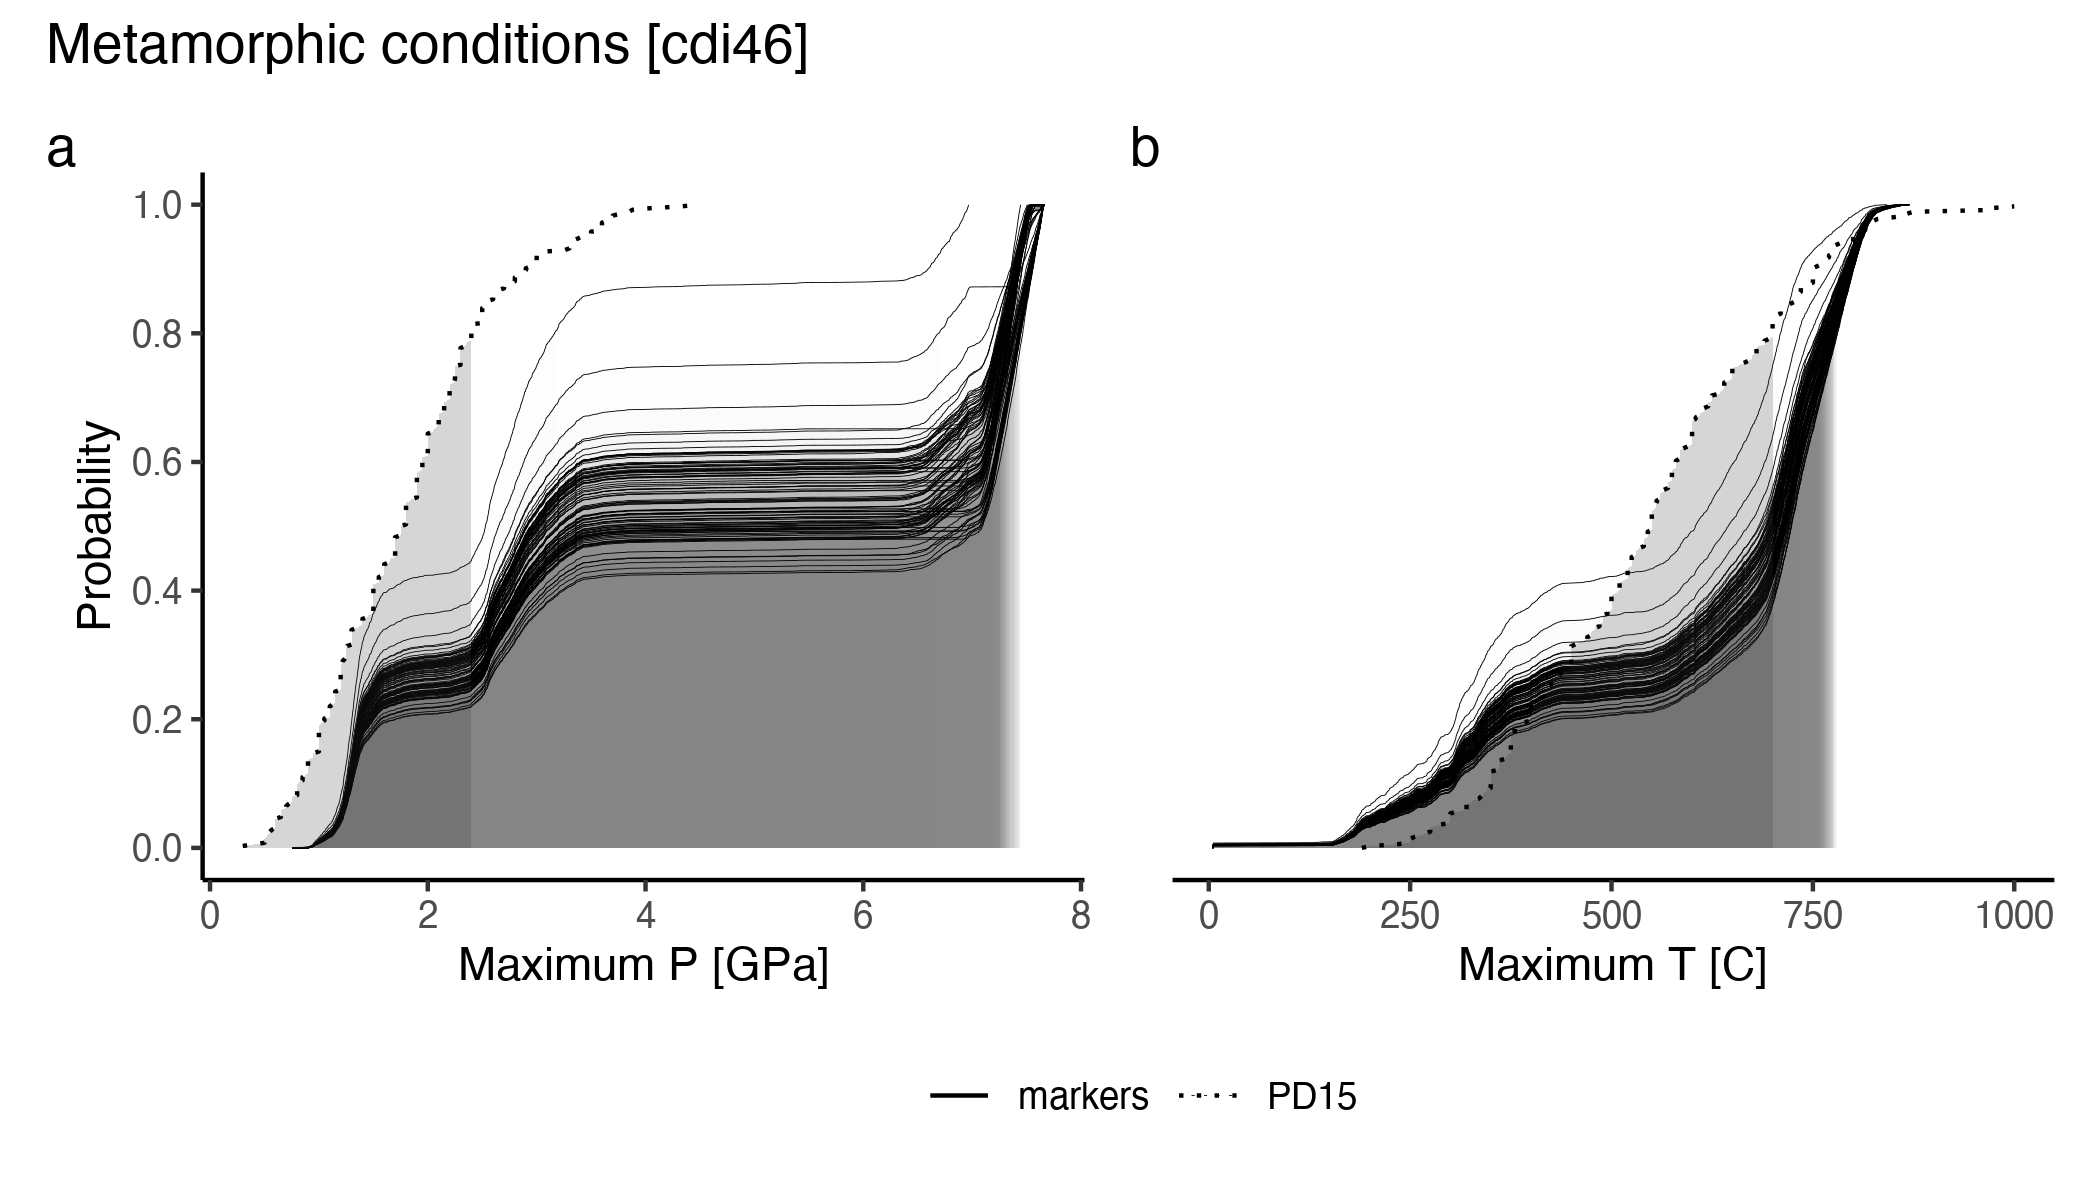 Metamorphic conditions [cdi46]
a
b
Probability
1.0
0.8
0.6
0.4
0.2
0.0
0 2 4 6 8
Maximum P [GPa]
0 250 500 750 1000
Maximum T [C]
markers PD15